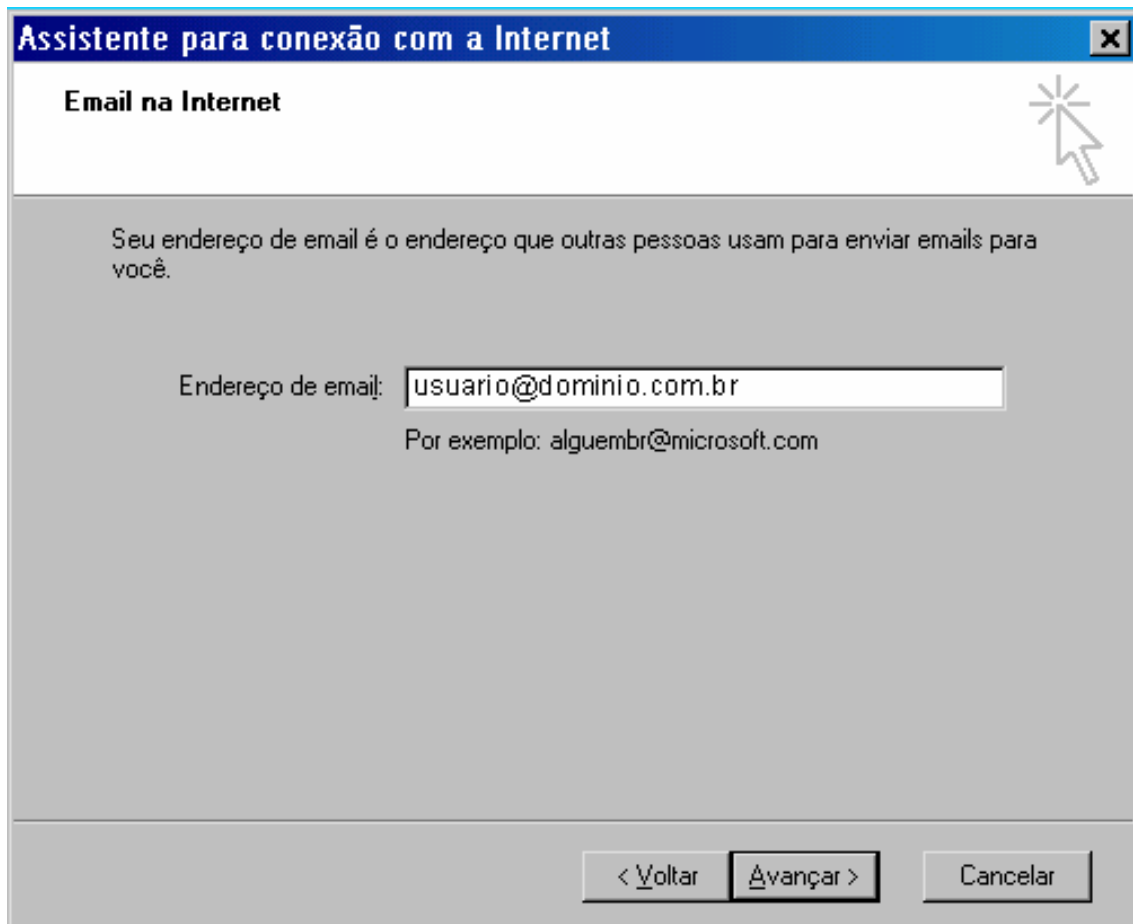 Assistente para conexão com a Internet
Email na Internet
Seu endereço de email é o endereço que outras pessoas usam para enviar emails para
você.
Endereço de email: usuario@dominio.com.br
Por exemplo: alguembr@microsoft.com
< Voltar Avançar > Cancelar